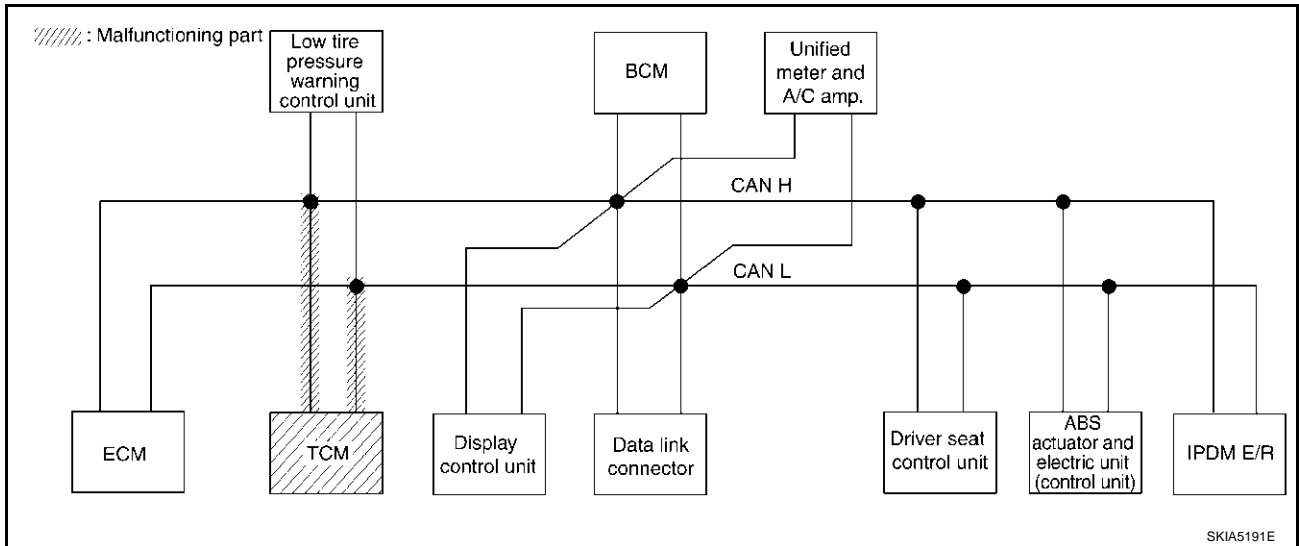 : Malfunctioning part
Low tire
pressure
warning
control unit
BCM
Unified
meter and
A/C amp.
CAN H
CAN L
ECM
TCM
Display
control unit
Data link
connector
Driver seat
control unit
ABS
actuator and
electric unit
(control unit)
IPDM E/R
SKIA5191E